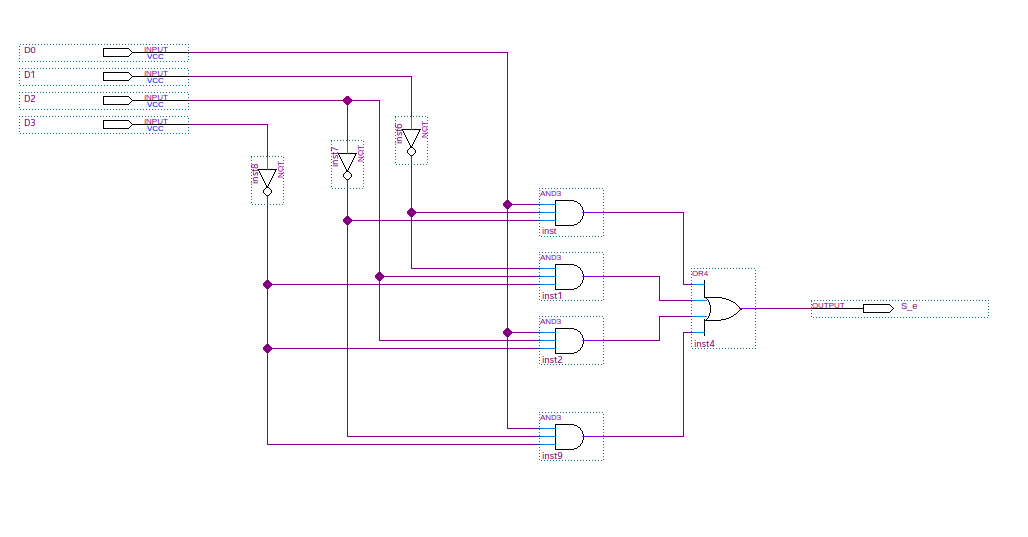 D0
INPUT
VCC
D1
INPUT
VCC
D2
INPUT
VCC
D3
INPUT
VCC
inst6
NOT
inst7
NOT
inst8
NOT
AND3
inst
AND3
inst1
AND3
inst2
AND3
inst9
OR4
inst4
OUTPUT
S_e